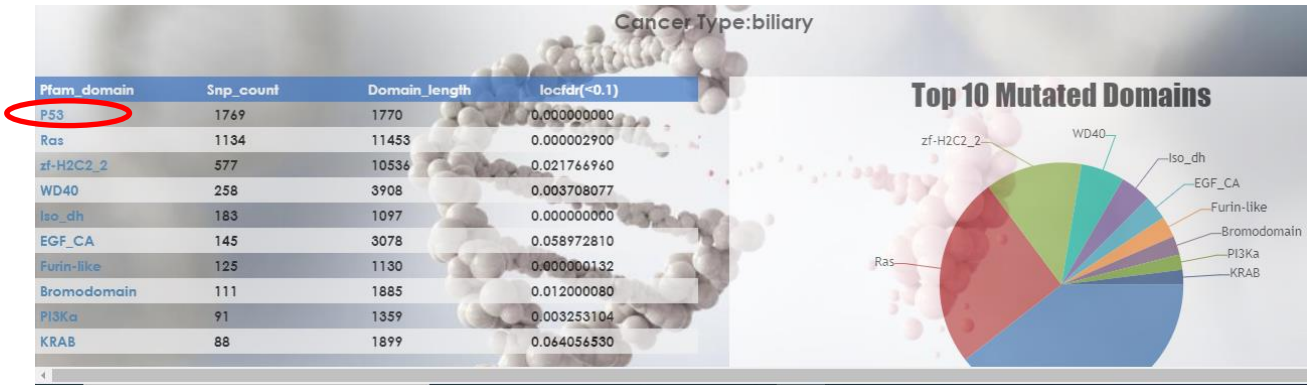 Cancer Type:biliary
Pfam_domain Snp_count Domain_length locfdr(<0.1)
P53 1769 1770 0.000000000
Ras 1134 11453 0.000002900
zf-H2C2_2 577 10536 0.021766960
WD40 258 3908 0.003708077
Iso_dh 183 1097 0.000000000
EGF_CA 145 3078 0.058972810
Furin-like 125 1130 0.000000132
Bromodomain 111 1885 0.012000080
PI3Ka 91 1359 0.003253104
KRAB 88 1899 0.064056530
Top 10 Mutated Domains
WD40
zf-H2C2_2
Iso_dh
EGF_CA
Furin-like
Bromodomain
PI3Ka
Ras
KRAB